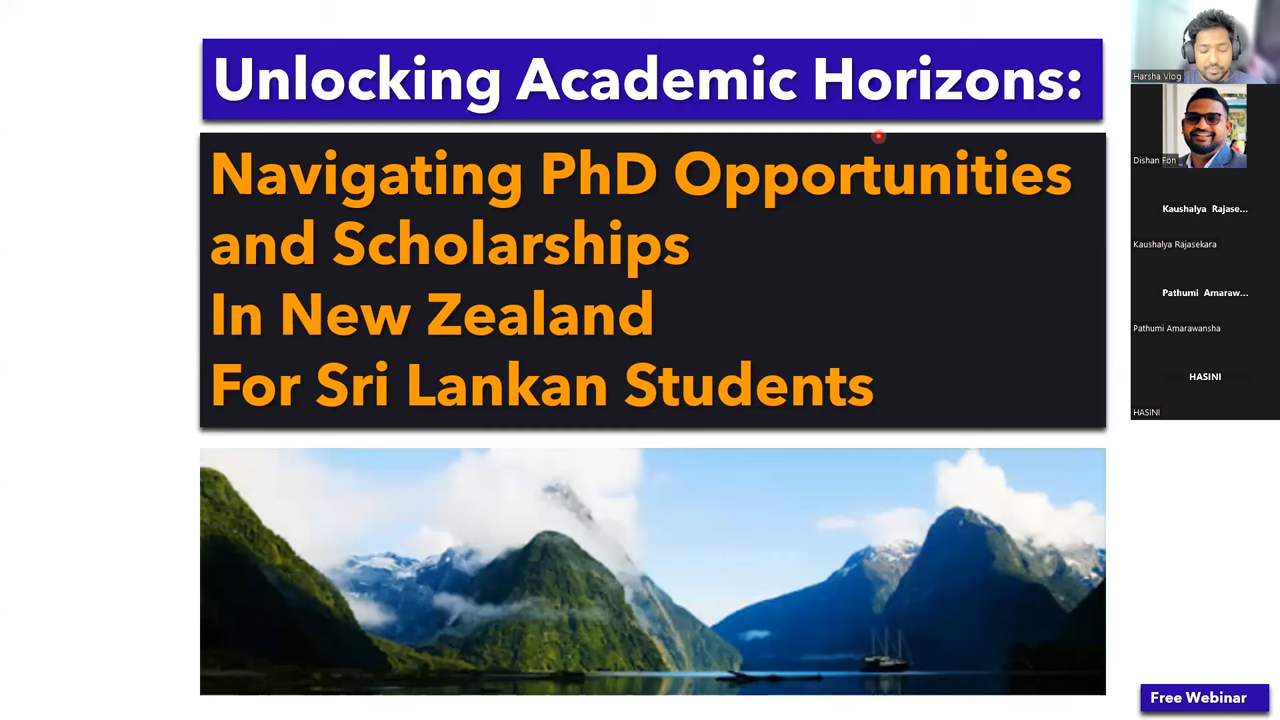 Unlocking Academic Horizons:
Navigating PhD Opportunities
and Scholarships
In New Zealand
For Sri Lankan Students
Harsha Vlog
Dishan Fon
Kaushalya Rajase...
Kaushalya Rajasekara
Pathumi Amaraw...
Pathumi Amarawansha
HASINI
HASINI
Free Webinar